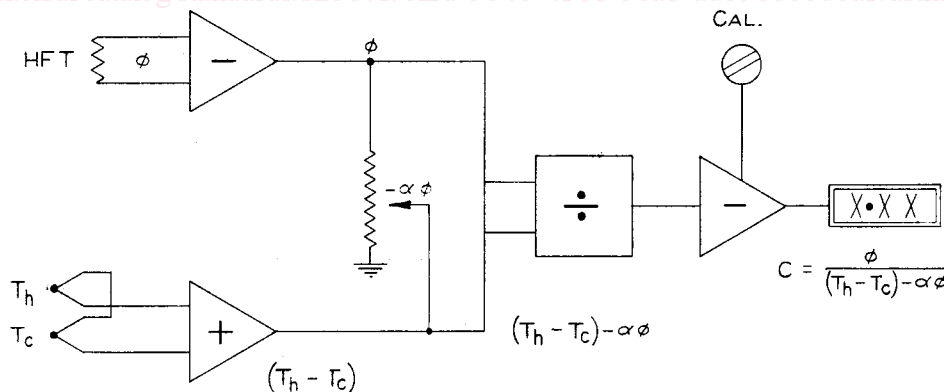 CAL.
HFT φ
−
φ
−αφ
÷
−
X•X X
C = φ / (Th − Tc) − αφ
Th
Tc
+
(Th − Tc) − αφ
(Th − Tc)